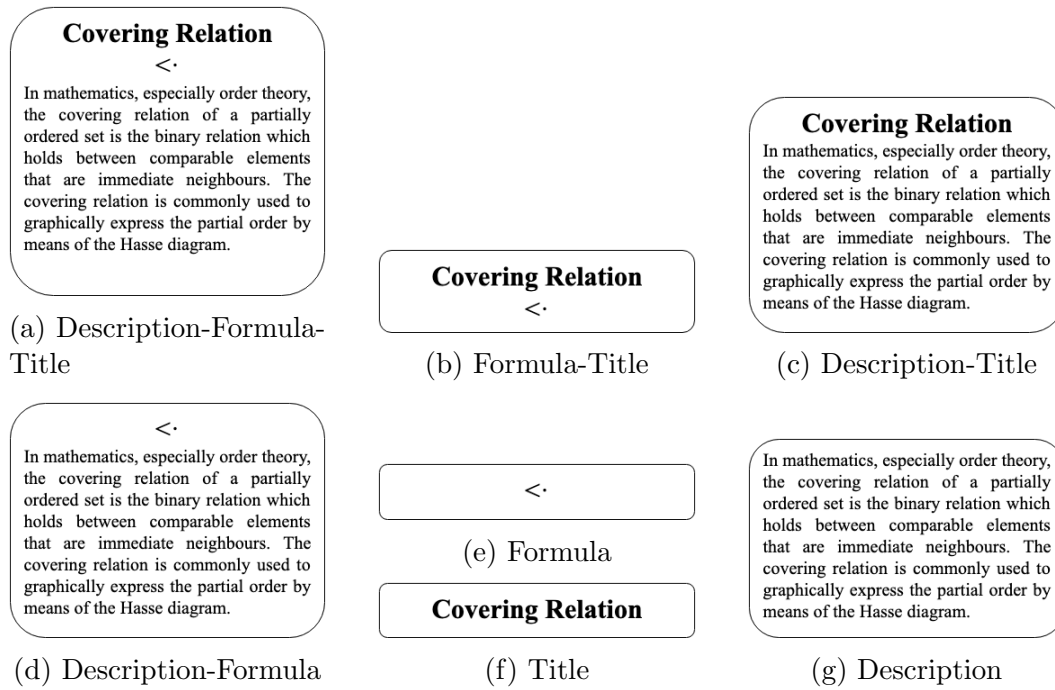 Covering Relation
⋖
In mathematics, especially order theory,
the covering relation of a partially
ordered set is the binary relation which
holds between comparable elements
that are immediate neighbours. The
covering relation is commonly used to
graphically express the partial order by
means of the Hasse diagram.
(a) Description-Formula-
Title
Covering Relation
⋖
(b) Formula-Title
Covering Relation
In mathematics, especially order theory,
the covering relation of a partially
ordered set is the binary relation which
holds between comparable elements
that are immediate neighbours. The
covering relation is commonly used to
graphically express the partial order by
means of the Hasse diagram.
(c) Description-Title
⋖
In mathematics, especially order theory,
the covering relation of a partially
ordered set is the binary relation which
holds between comparable elements
that are immediate neighbours. The
covering relation is commonly used to
graphically express the partial order by
means of the Hasse diagram.
(d) Description-Formula
⋖
(e) Formula
Covering Relation
(f) Title
In mathematics, especially order theory,
the covering relation of a partially
ordered set is the binary relation which
holds between comparable elements
that are immediate neighbours. The
covering relation is commonly used to
graphically express the partial order by
means of the Hasse diagram.
(g) Description